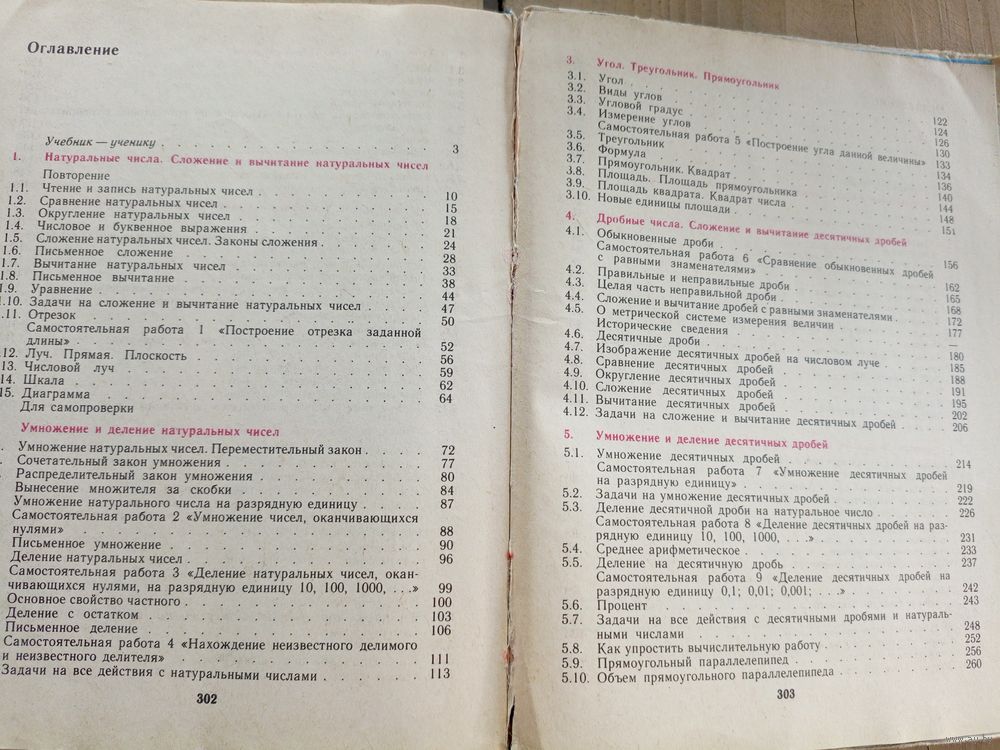 Оглавление
Учебник — ученику . . . 3
1. Натуральные числа. Сложение и вычитание натуральных чисел
Повторение
1.1. Чтение и запись натуральных чисел . . . 10
1.2. Сравнение натуральных чисел . . . 15
1.3. Округление натуральных чисел . . . 18
1.4. Числовое и буквенное выражения . . . 21
1.5. Сложение натуральных чисел. Законы сложения . . . 24
1.6. Письменное сложение . . . 28
1.7. Вычитание натуральных чисел . . . 33
1.8. Письменное вычитание . . . 38
1.9. Уравнение . . . 44
1.10. Задачи на сложение и вычитание натуральных чисел . . . 47
.11. Отрезок . . . 50
Самостоятельная работа 1 «Построение отрезка заданной
длины» . . . 52
12. Луч. Прямая. Плоскость . . . 56
13. Числовой луч . . . 59
14. Шкала . . . 62
15. Диаграмма . . . 64
Для самопроверки
Умножение и деление натуральных чисел
Умножение натуральных чисел. Переместительный закон . . . 72
Сочетательный закон умножения . . . 77
Распределительный закон умножения . . . 80
Вынесение множителя за скобки . . . 84
Умножение натурального числа на разрядную единицу . . . 87
Самостоятельная работа 2 «Умножение чисел, оканчивающихся
нулями» . . . 88
Письменное умножение . . . 90
Деление натуральных чисел . . . 96
Самостоятельная работа 3 «Деление натуральных чисел, окан-
чивающихся нулями, на разрядную единицу 10, 100, 1000, . . .» 99
Основное свойство частного . . . 100
Деление с остатком . . . 103
Письменное деление . . . 106
Самостоятельная работа 4 «Нахождение неизвестного делимого
и неизвестного делителя» . . . 111
Задачи на все действия с натуральными числами . . . 113
302
3. Угол. Треугольник. Прямоугольник
3.1. Угол . . . 122
3.2. Виды углов . . . 124
3.3. Угловой градус . . . 126
3.4. Измерение углов . . . 130
Самостоятельная работа 5 «Построение угла данной величины» 133
3.5. Треугольник . . . 134
3.6. Формула . . . 136
3.7. Прямоугольник. Квадрат . . . 140
3.8. Площадь. Площадь прямоугольника . . . 144
3.9. Площадь квадрата. Квадрат числа . . . 148
3.10. Новые единицы площади . . . 151
4. Дробные числа. Сложение и вычитание десятичных дробей
4.1. Обыкновенные дроби . . . 156
Самостоятельная работа 6 «Сравнение обыкновенных дробей
с равными знаменателями» . . . 162
4.2. Правильные и неправильные дроби . . . 165
4.3. Целая часть неправильной дроби . . . 168
4.4. Сложение и вычитание дробей с равными знаменателями . . . 172
4.5. О метрической системе измерения величин . . . 177
Исторические сведения . . . —
4.6. Десятичные дроби . . . 180
4.7. Изображение десятичных дробей на числовом луче . . . 185
4.8. Сравнение десятичных дробей . . . 188
4.9. Округление десятичных дробей . . . 191
4.10. Сложение десятичных дробей . . . 195
4.11. Вычитание десятичных дробей . . . 202
4.12. Задачи на сложение и вычитание десятичных дробей . . . 206
5. Умножение и деление десятичных дробей
5.1. Умножение десятичных дробей . . . 214
Самостоятельная работа 7 «Умножение десятичных дробей
на разрядную единицу» . . . 219
5.2. Задачи на умножение десятичных дробей . . . 222
5.3. Деление десятичной дроби на натуральное число . . . 226
Самостоятельная работа 8 «Деление десятичных дробей на раз-
рядную единицу 10, 100, 1000, . . .» 231
5.4. Среднее арифметическое . . . 233
5.5. Деление на десятичную дробь . . . 237
Самостоятельная работа 9 «Деление десятичных дробей на
разрядную единицу 0,1; 0,01; 0,001; . . .» 242
5.6. Процент . . . 243
5.7. Задачи на все действия с десятичными дробями и натураль-
ными числами . . . 248
5.8. Как упростить вычислительную работу . . . 252
5.9. Прямоугольный параллелепипед . . . 256
5.10. Объем прямоугольного параллелепипеда . . . 260
303